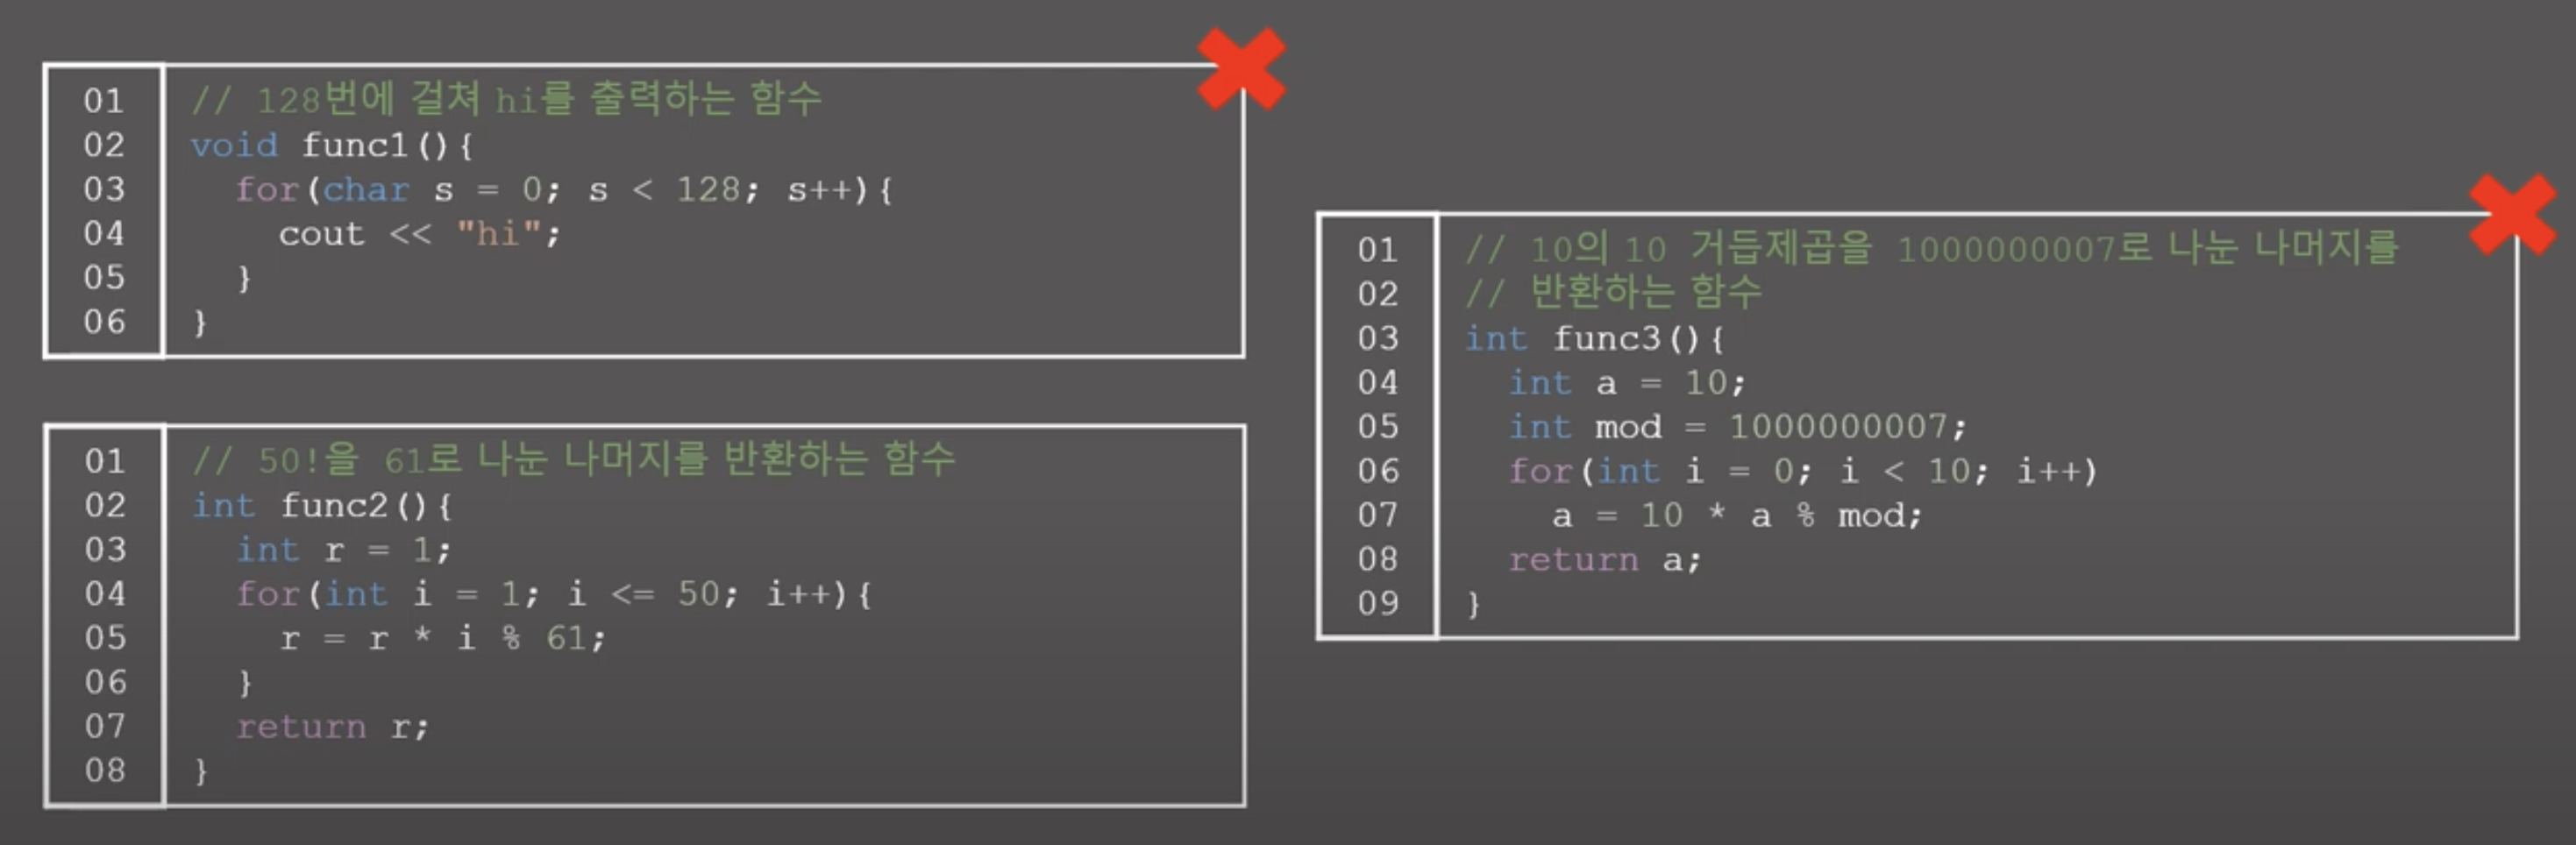 01 // 128번에 걸쳐 hi를 출력하는 함수
02 void func1(){
03   for(char s = 0; s < 128; s++){
04     cout << "hi";
05   }
06 }
01 // 50!을 61로 나눈 나머지를 반환하는 함수
02 int func2(){
03   int r = 1;
04   for(int i = 1; i <= 50; i++){
05     r = r * i % 61;
06   }
07   return r;
08 }
01 // 10의 10 거듭제곱을 1000000007로 나눈 나머지를
02 // 반환하는 함수
03 int func3(){
04   int a = 10;
05   int mod = 1000000007;
06   for(int i = 0; i < 10; i++)
07     a = 10 * a % mod;
08   return a;
09 }